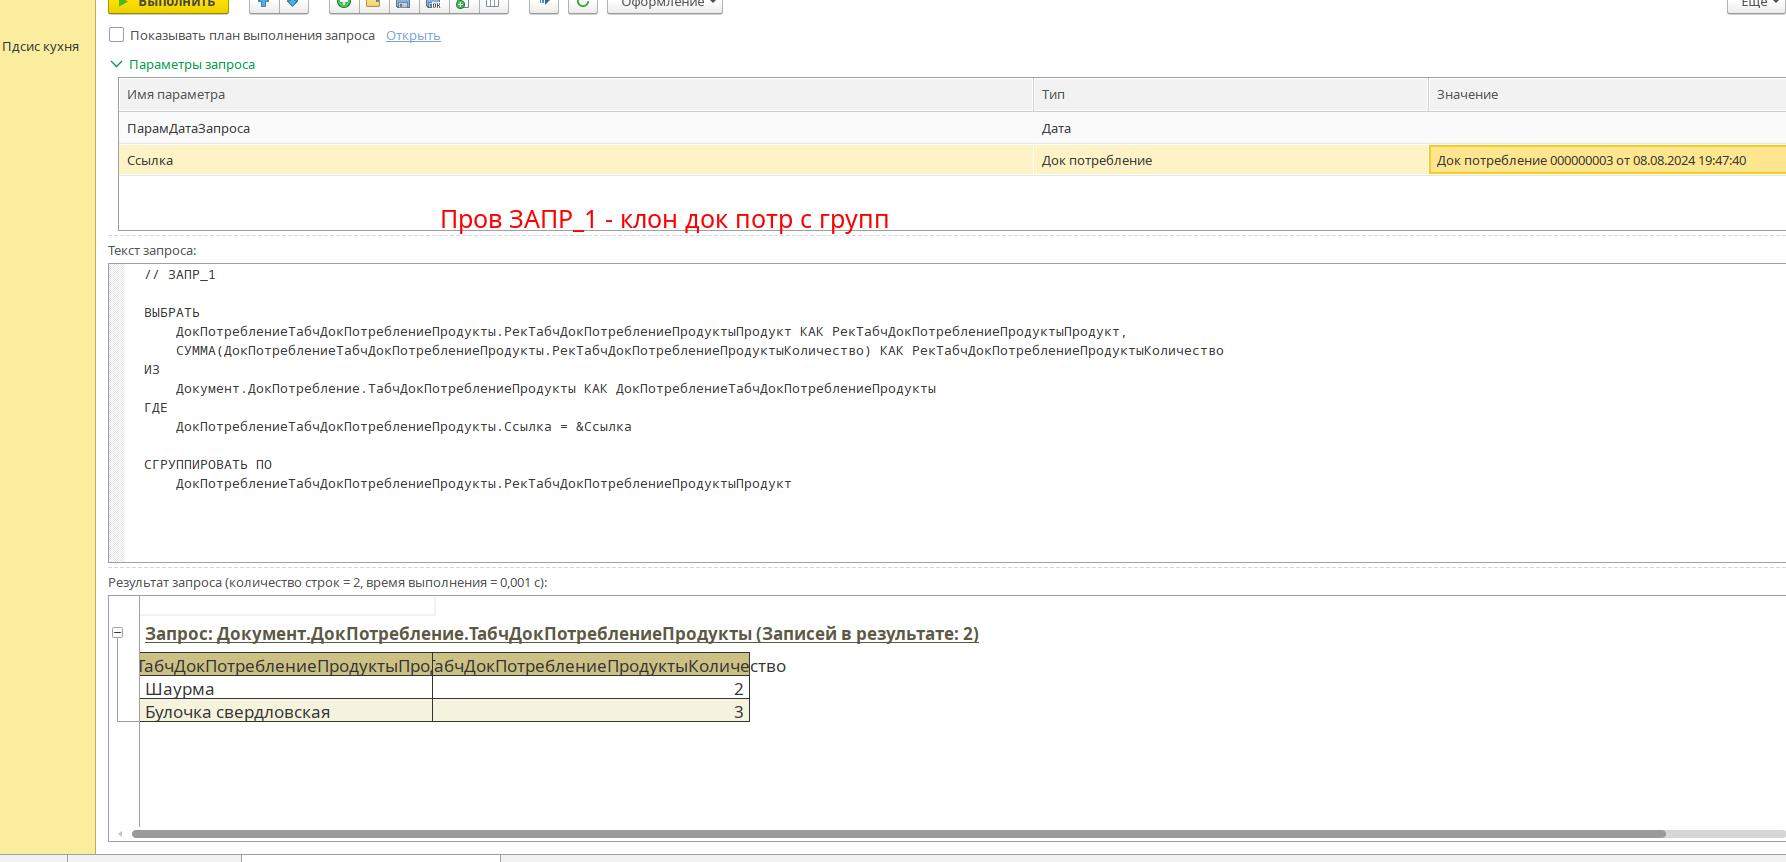 Выполнить
Оформление
Еще
Пдсис кухня
Показывать план выполнения запроса Открыть
Параметры запроса
Имя параметра Тип Значение
ПарамДатаЗапроса Дата
Ссылка Док потребление Док потребление 000000003 от 08.08.2024 19:47:40
Пров ЗАПР_1 - клон док потр с групп
Текст запроса:
// ЗАПР_1
ВЫБРАТЬ
ДокПотреблениеТабчДокПотреблениеПродукты.РекТабчДокПотреблениеПродуктыПродукт КАК РекТабчДокПотреблениеПродуктыПродукт,
СУММА(ДокПотреблениеТабчДокПотреблениеПродукты.РекТабчДокПотреблениеПродуктыКоличество) КАК РекТабчДокПотреблениеПродуктыКоличество
ИЗ
Документ.ДокПотребление.ТабчДокПотреблениеПродукты КАК ДокПотреблениеТабчДокПотреблениеПродукты
ГДЕ
ДокПотреблениеТабчДокПотреблениеПродукты.Ссылка = &Ссылка
СГРУППИРОВАТЬ ПО
ДокПотреблениеТабчДокПотреблениеПродукты.РекТабчДокПотреблениеПродуктыПродукт
Результат запроса (количество строк = 2, время выполнения = 0,001 с):
Запрос: Документ.ДокПотребление.ТабчДокПотреблениеПродукты (Записей в результате: 2)
ТабчДокПотреблениеПродуктыПро абчДокПотреблениеПродуктыКоличество
Шаурма 2
Булочка свердловская 3